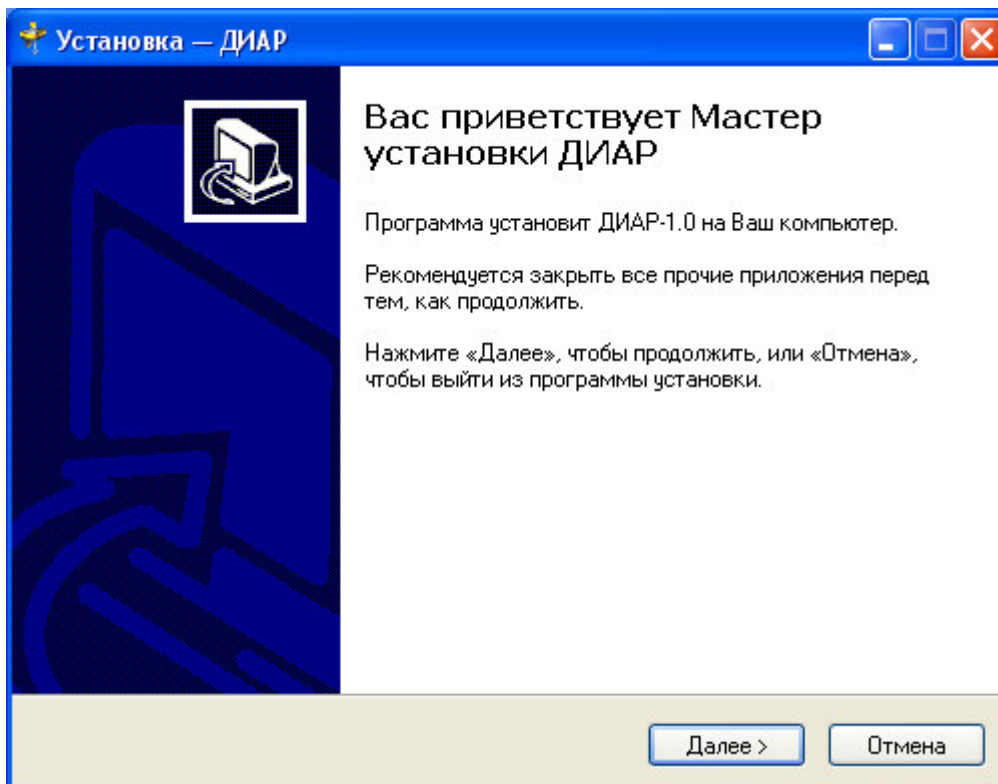 Установка — ДИАР
Вас приветствует Мастер
установки ДИАР
Программа установит ДИАР-1.0 на Ваш компьютер.
Рекомендуется закрыть все прочие приложения перед
тем, как продолжить.
Нажмите «Далее», чтобы продолжить, или «Отмена»,
чтобы выйти из программы установки.
Далее >
Отмена